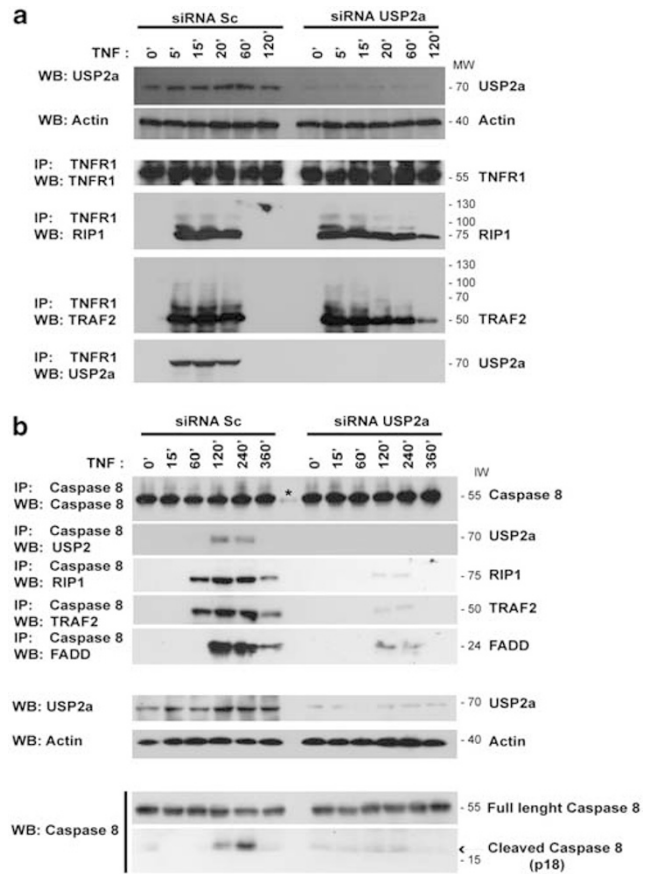 a
siRNA Sc siRNA USP2a
TNF : 0' 5' 15' 20' 60' 120' 0' 5' 15' 20' 60' 120'
MW
WB: USP2a - 70 USP2a
WB: Actin - 40 Actin
IP: TNFR1
WB: TNFR1 - 55 TNFR1
- 130
IP: TNFR1 - 100
WB: RIP1 - 75 RIP1
- 130
- 100
IP: TNFR1 - 70
WB: TRAF2 - 50 TRAF2
IP: TNFR1
WB: USP2a - 70 USP2a
b
siRNA Sc siRNA USP2a
TNF : 0' 15' 60' 120' 240' 360' 0' 15' 60' 120' 240' 360'
IW
IP: Caspase 8 *
WB: Caspase 8 - 55 Caspase 8
IP: Caspase 8
WB: USP2 - 70 USP2a
IP: Caspase 8
WB: RIP1 - 75 RIP1
IP: Caspase 8
WB: TRAF2 - 50 TRAF2
IP: Caspase 8
WB: FADD - 24 FADD
WB: USP2a - 70 USP2a
WB: Actin - 40 Actin
- 55 Full lenght Caspase 8
WB: Caspase 8
‹ Cleaved Caspase 8
- 15 (p18)